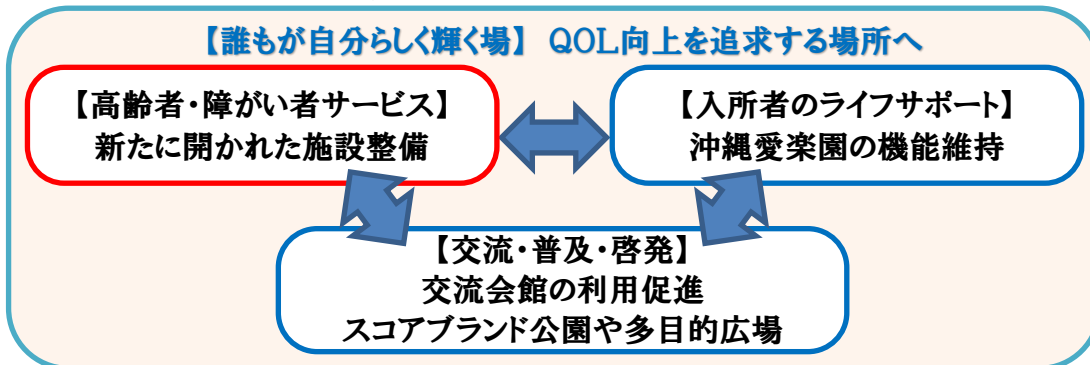 【誰もが自分らしく輝く場】 QOL向上を追求する場所へ
【高齢者・障がい者サービス】
新たに開かれた施設整備
【入所者のライフサポート】
沖縄愛楽園の機能維持
【交流・普及・啓発】
交流会館の利用促進
スコアブランド公園や多目的広場